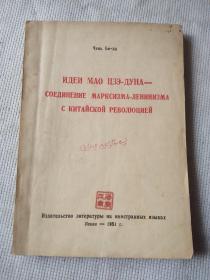 Чэнь Бо-да
ИДЕИ МАО ЦЗЭ-ДУНА—
СОЕДИНЕНИЕ МАРКСИЗМА-ЛЕНИНИЗМА
С КИТАЙСКОЙ РЕВОЛЮЦИЕЙ
Издательство литературы на иностранных языках
Пекин — 1951 г.